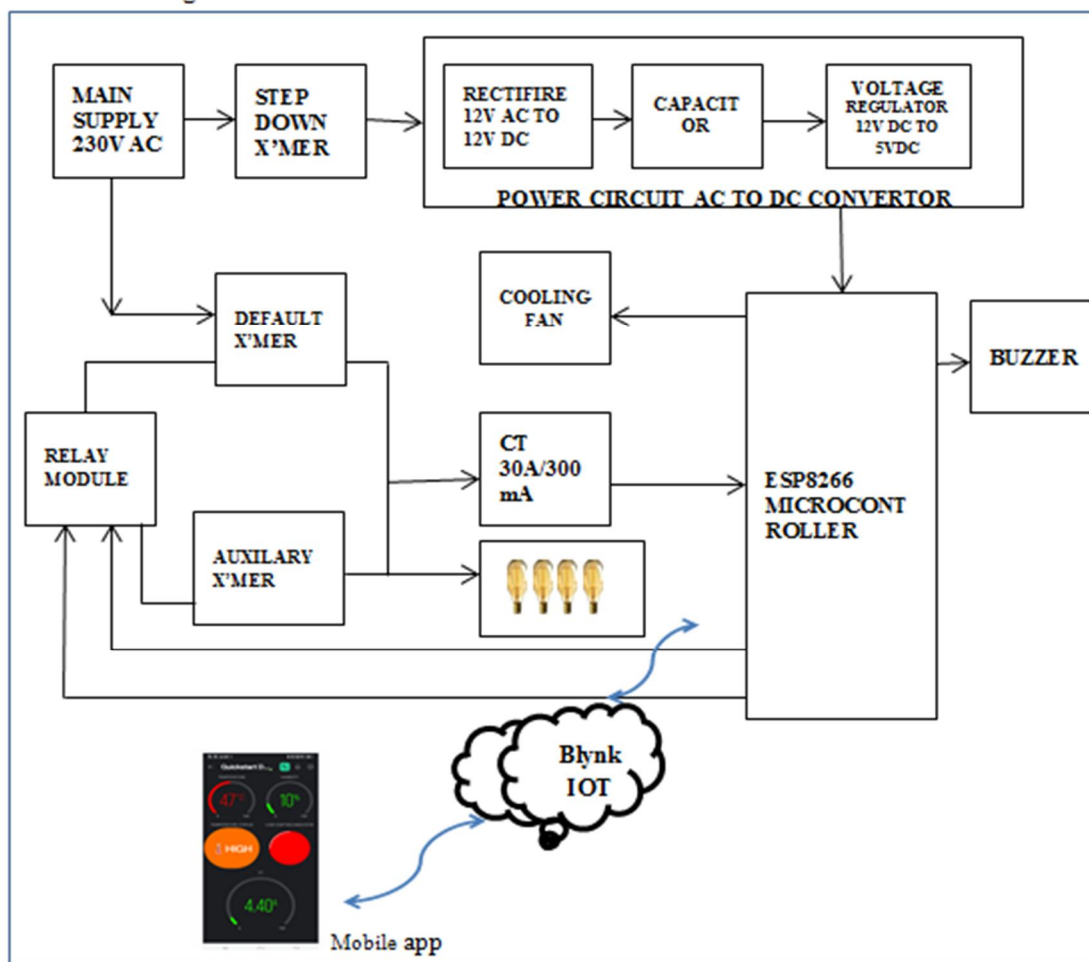 MAIN
SUPPLY
230V AC
STEP
DOWN
X'MER
RECTIFIRE
12V AC TO
12V DC
CAPACIT
OR
VOLTAGE
REGULATOR
12V DC TO
5VDC
POWER CIRCUIT AC TO DC CONVERTOR
DEFAULT
X'MER
COOLING
FAN
BUZZER
RELAY
MODULE
CT
30A/300
mA
ESP8266
MICROCONT
ROLLER
AUXILARY
X'MER
Blynk
IOT
Quickstart D...
47
10
HIGH
4.40
Mobile app